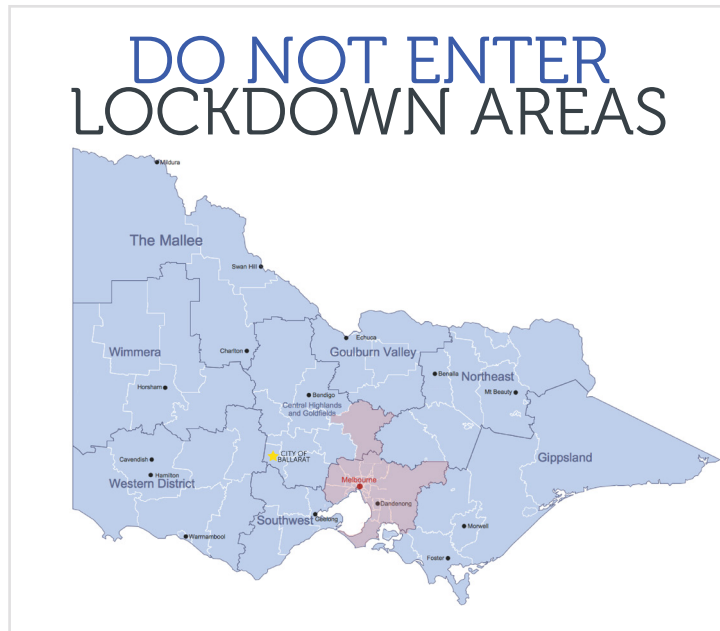 DO NOT ENTER
LOCKDOWN AREAS
Mildura
The Mallee
Swan Hill
Echuca
Wimmera
Charlton
Goulburn Valley
Benalla
Northeast
Horsham
Mt Beauty
Bendigo
Central Highlands
and Goldfields
CITY OF
BALLARAT
Gippsland
Cavendish
Hamilton
Western District
Melbourne
Dandenong
Southwest
Geelong
Morwell
Warrnambool
Foster